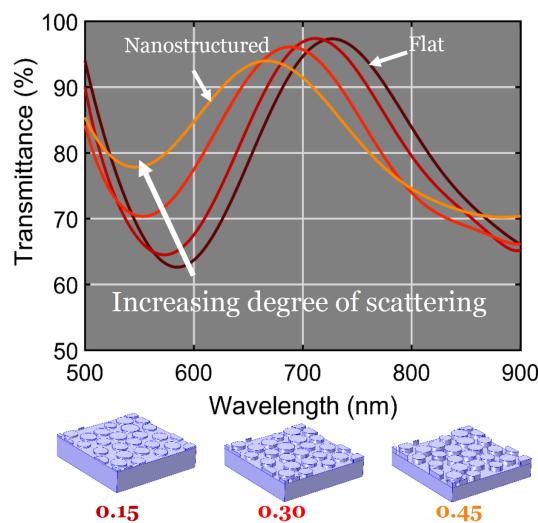 100
90
80
70
60
50
Transmittance (%)
Nanostructured
Flat
Increasing degree of scattering
500 600 700 800 900
Wavelength (nm)
0.15 0.30 0.45